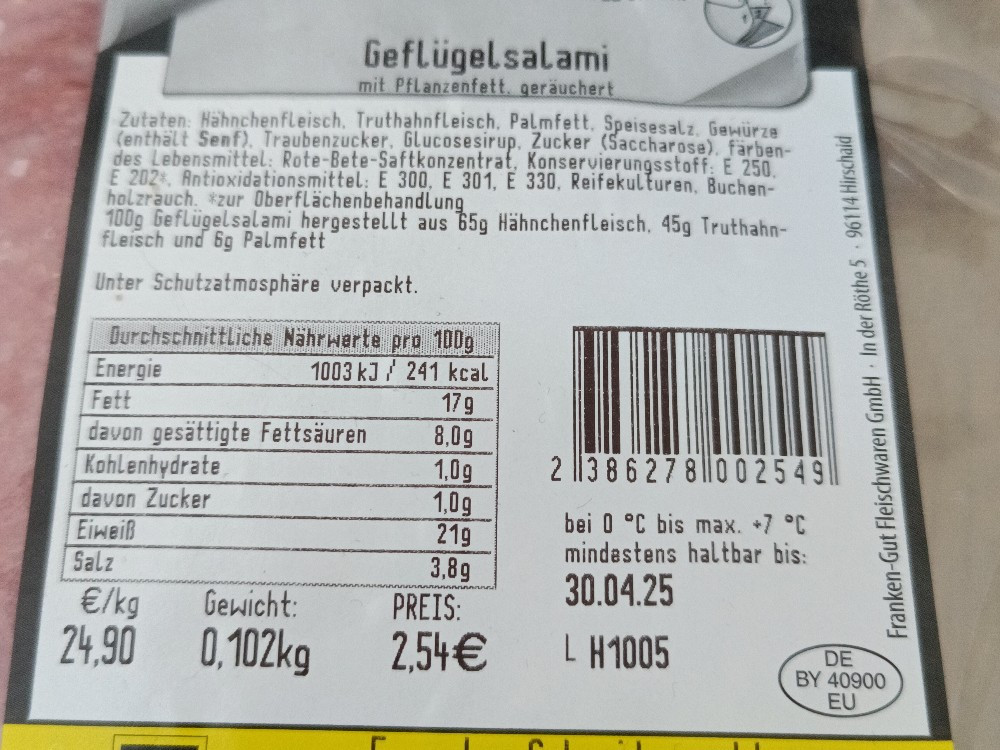 Geflügelsalami
mit Pflanzenfett, geräuchert
Zutaten: Hähnchenfleisch, Truthahnfleisch, Palmfett, Speisesalz, Gewürze
(enthält Senf), Traubenzucker, Glucosesirup, Zucker (Saccharose), färben-
des Lebensmittel: Rote-Bete-Saftkonzentrat, Konservierungsstoff: E 250,
E 202*, Antioxidationsmittel: E 300, E 301, E 330, Reifekulturen, Buchen-
holzrauch. *zur Oberflächenbehandlung
100g Geflügelsalami hergestellt aus 65g Hähnchenfleisch, 45g Truthahn-
fleisch und 6g Palmfett
Unter Schutzatmosphäre verpackt.
Durchschnittliche Nährwerte pro 100g
Energie 1003 kJ / 241 kcal
Fett 17g
davon gesättigte Fettsäuren 8,0g
Kohlenhydrate 1,0g
davon Zucker 1,0g
Eiweiß 21g
Salz 3,8g
€/kg Gewicht: PREIS:
24,90 0,102kg 2,54€
2 386278 002549
bei 0 °C bis max. +7 °C
mindestens haltbar bis:
30.04.25
L H1005
DE
BY 40900
EU
Franken-Gut Fleischwaren GmbH · In der Röthe 5 · 96114 Hirschaid